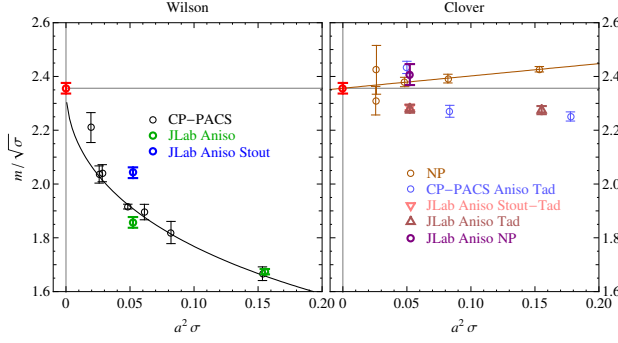 Wilson
Clover
2.6
2.4
2.2
2.0
1.8
1.6
m/√σ
CP-PACS
JLab Aniso
JLab Aniso Stout
0
0.05
0.10
0.15
0.20
a² σ
NP
CP-PACS Aniso Tad
JLab Aniso Stout-Tad
JLab Aniso Tad
JLab Aniso NP
0
0.05
0.10
0.15
0.20
a² σ
2.6
2.4
2.2
2.0
1.8
1.6